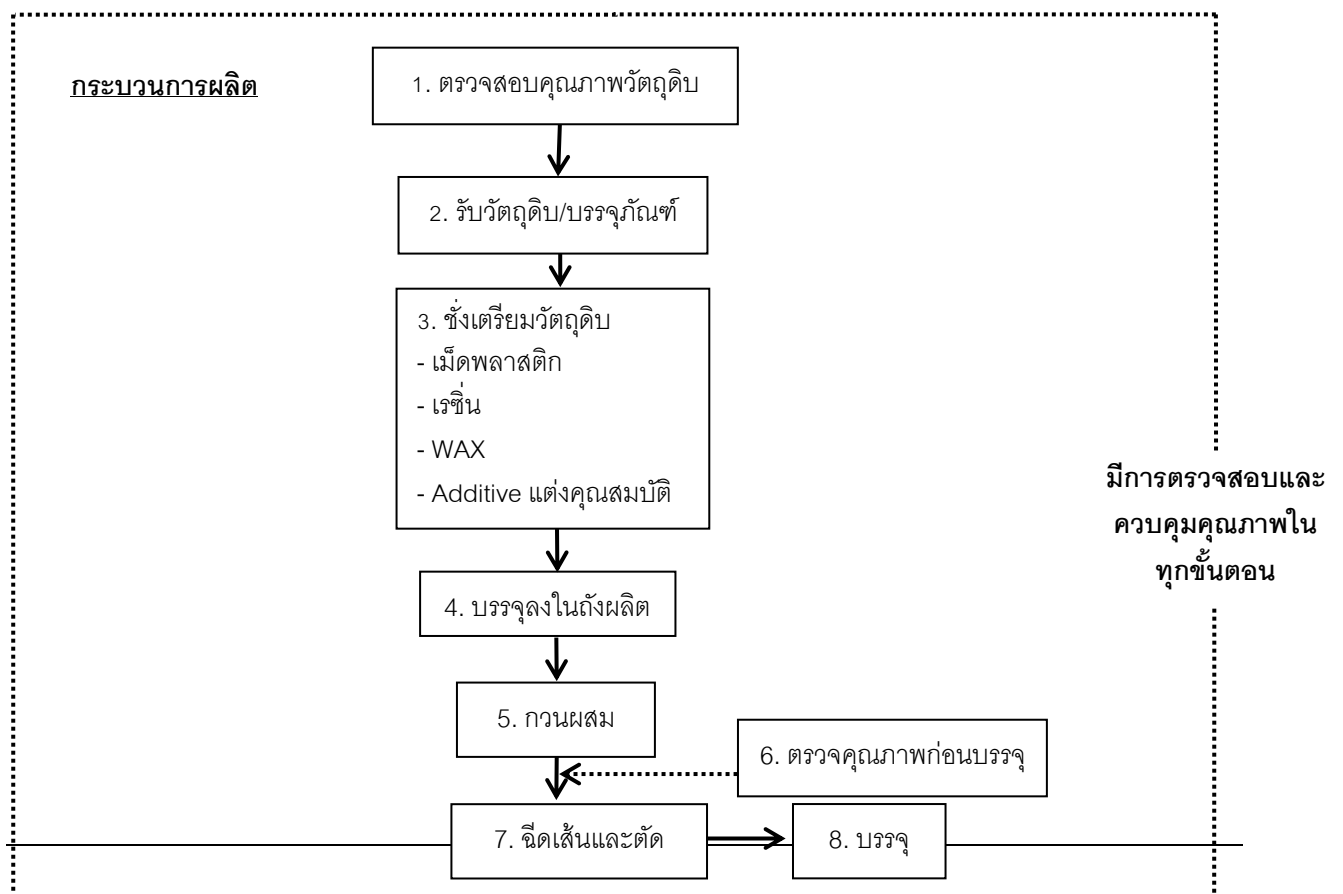 กระบวนการผลิต
1. ตรวจสอบคุณภาพวัตถุดิบ
2. รับวัตถุดิบ/บรรจุภัณฑ์
3. ชั่งเตรียมวัตถุดิบ
- เม็ดพลาสติก
- เรซิ่น
- WAX
- Additive แต่งคุณสมบัติ
มีการตรวจสอบและ
ควบคุมคุณภาพใน
ทุกขั้นตอน
4. บรรจุลงในถังผลิต
5. กวนผสม
6. ตรวจคุณภาพก่อนบรรจุ
7. ฉีดเส้นและตัด
8. บรรจุ